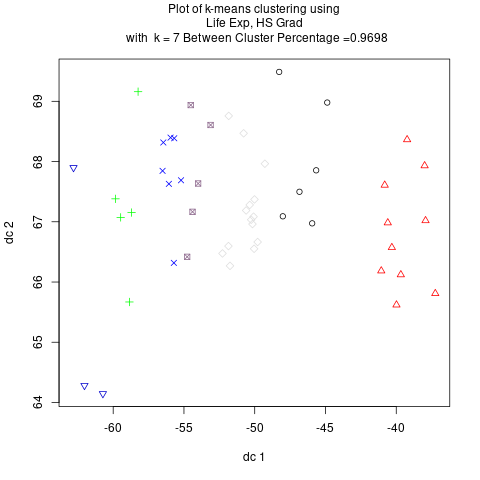 Plot of k-means clustering using
Life Exp, HS Grad
with  k = 7 Between Cluster Percentage =0.9698
69
68
67
66
65
64
dc 2
-60
-55
-50
-45
-40
dc 1